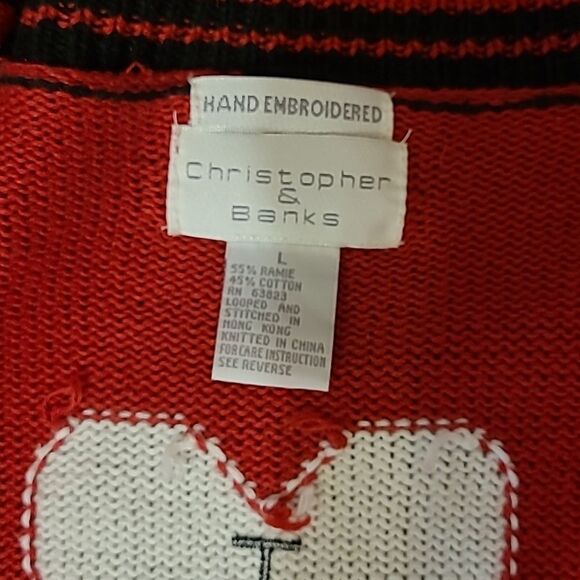 HAND EMBROIDERED
Christopher
&
Banks
L
55% RAMIE
45% COTTON
RN 63823
LOOPED AND
STITCHED IN
HONG KONG
KNITTED IN CHINA
FOR CARE INSTRUCTION
SEE REVERSE